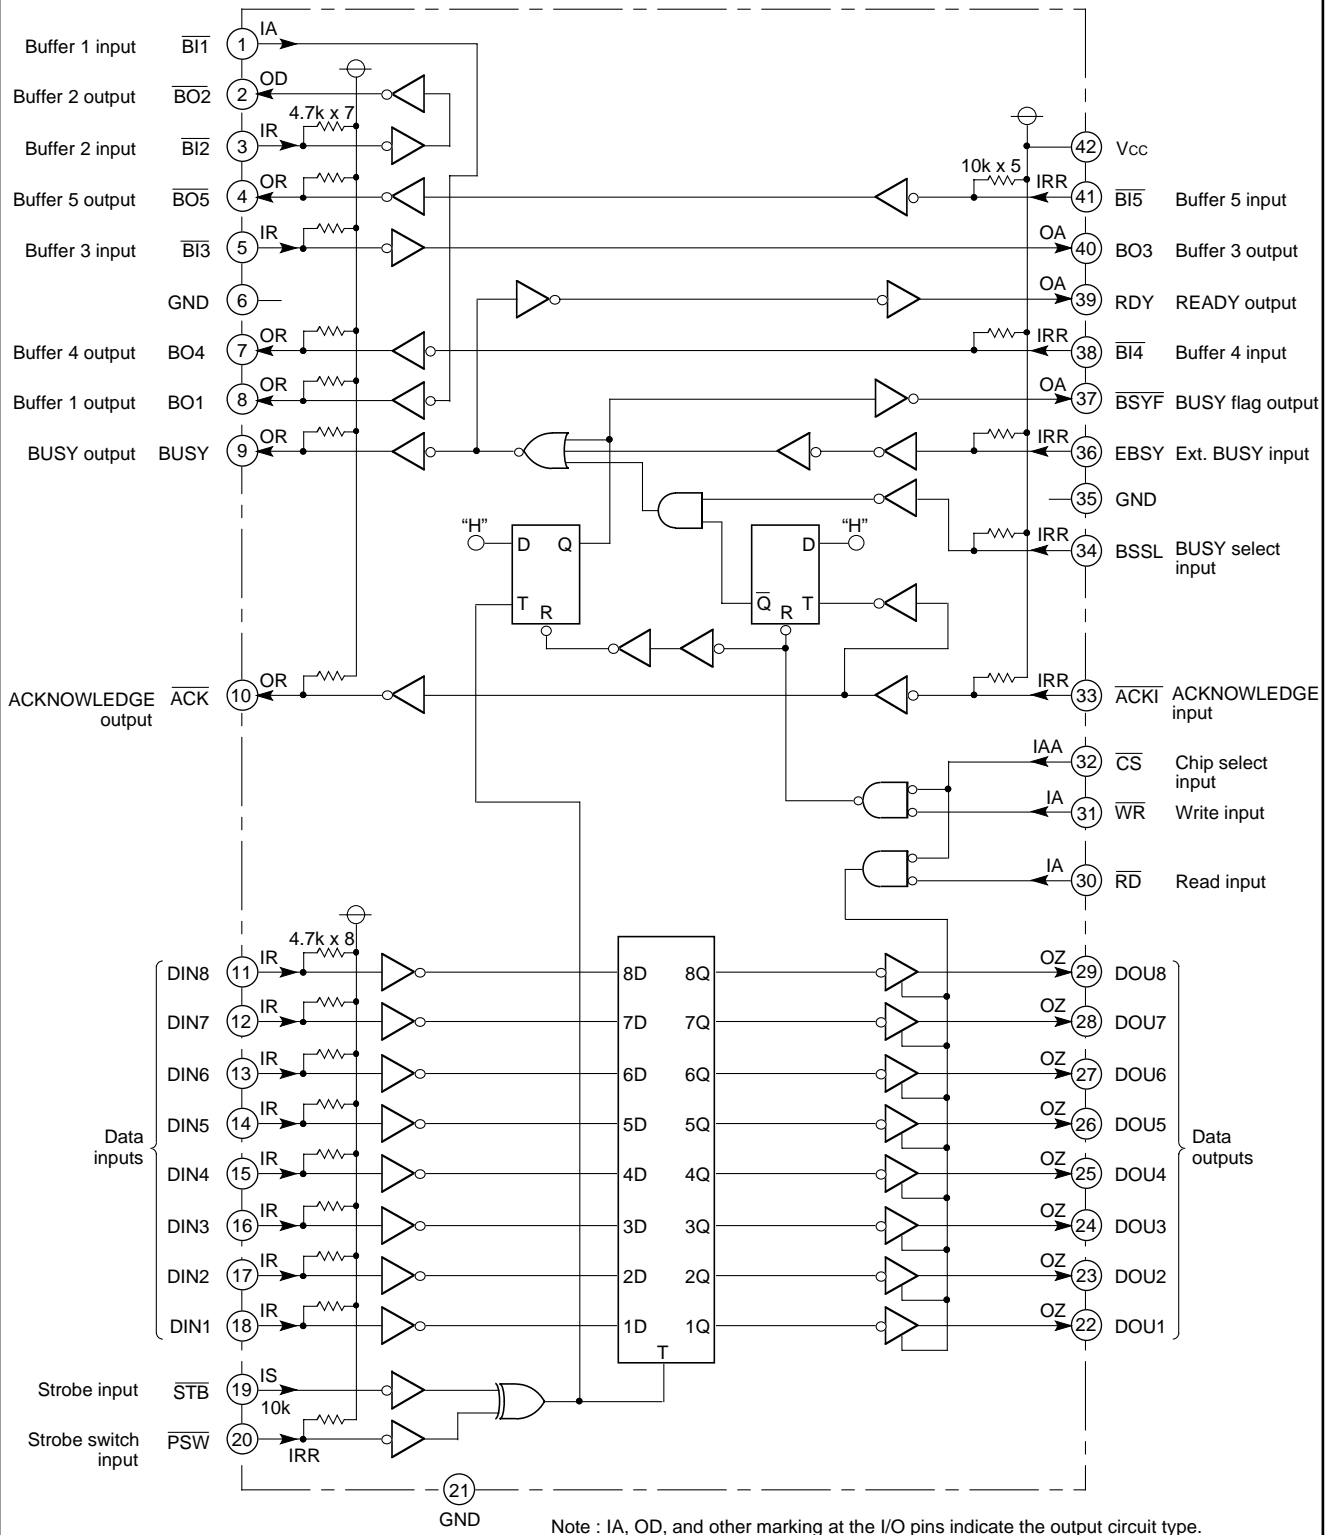 Buffer 1 input BI1 1 IA
Buffer 2 output BO2 2 OD
4.7k x 7
Buffer 2 input BI2 3 IR
42 Vcc
Buffer 5 output BO5 4 OR
10k x 5 IRR 41 BI5 Buffer 5 input
Buffer 3 input BI3 5 IR
OA 40 BO3 Buffer 3 output
GND 6
OA 39 RDY READY output
Buffer 4 output BO4 7 OR
IRR 38 BI4 Buffer 4 input
Buffer 1 output BO1 8 OR
OA 37 BSYF BUSY flag output
BUSY output BUSY 9 OR
IRR 36 EBSY Ext. BUSY input
35 GND
“H” D Q
D “H”
IRR 34 BSSL BUSY select
input
T R
Q R T
ACKNOWLEDGE ACK 10 OR
output
IRR 33 ACKI ACKNOWLEDGE
input
IAA 32 CS Chip select
input
IA 31 WR Write input
IA 30 RD Read input
4.7k x 8
DIN8 11 IR 8D 8Q OZ 29 DOU8
DIN7 12 IR 7D 7Q OZ 28 DOU7
DIN6 13 IR 6D 6Q OZ 27 DOU6
DIN5 14 IR 5D 5Q OZ 26 DOU5
Data
inputs
Data
outputs
DIN4 15 IR 4D 4Q OZ 25 DOU4
DIN3 16 IR 3D 3Q OZ 24 DOU3
DIN2 17 IR 2D 2Q OZ 23 DOU2
DIN1 18 IR 1D 1Q OZ 22 DOU1
T
Strobe input STB 19 IS
10k
Strobe switch PSW 20
input
IRR
21
GND
Note : IA, OD, and other marking at the I/O pins indicate the output circuit type.